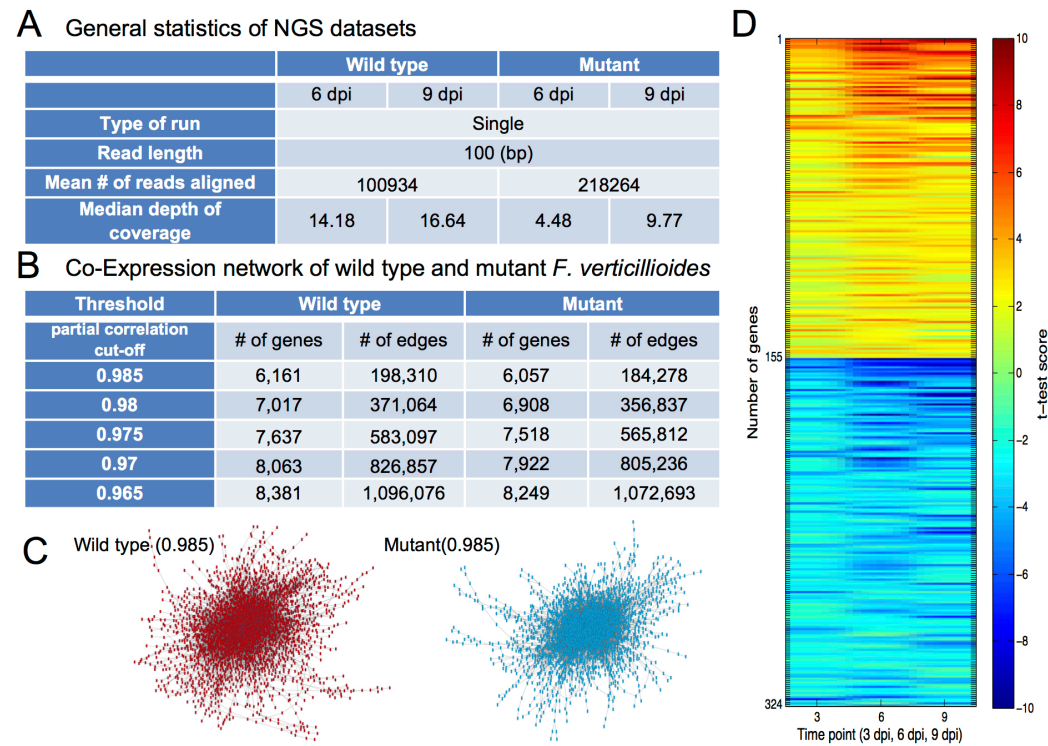 A General statistics of NGS datasets
Wild type Mutant
6 dpi 9 dpi 6 dpi 9 dpi
Type of run Single
Read length 100 (bp)
Mean # of reads aligned 100934 218264
Median depth of
coverage 14.18 16.64 4.48 9.77
B Co-Expression network of wild type and mutant F. verticillioides
Threshold Wild type Mutant
partial correlation
cut-off # of genes # of edges # of genes # of edges
0.985 6,161 198,310 6,057 184,278
0.98 7,017 371,064 6,908 356,837
0.975 7,637 583,097 7,518 565,812
0.97 8,063 826,857 7,922 805,236
0.965 8,381 1,096,076 8,249 1,072,693
C Wild type (0.985) Mutant(0.985)
D
1
155
324
Number of genes
3 6 9
Time point (3 dpi, 6 dpi, 9 dpi)
10
8
6
4
2
0
−2
−4
−6
−8
−10
t−test score